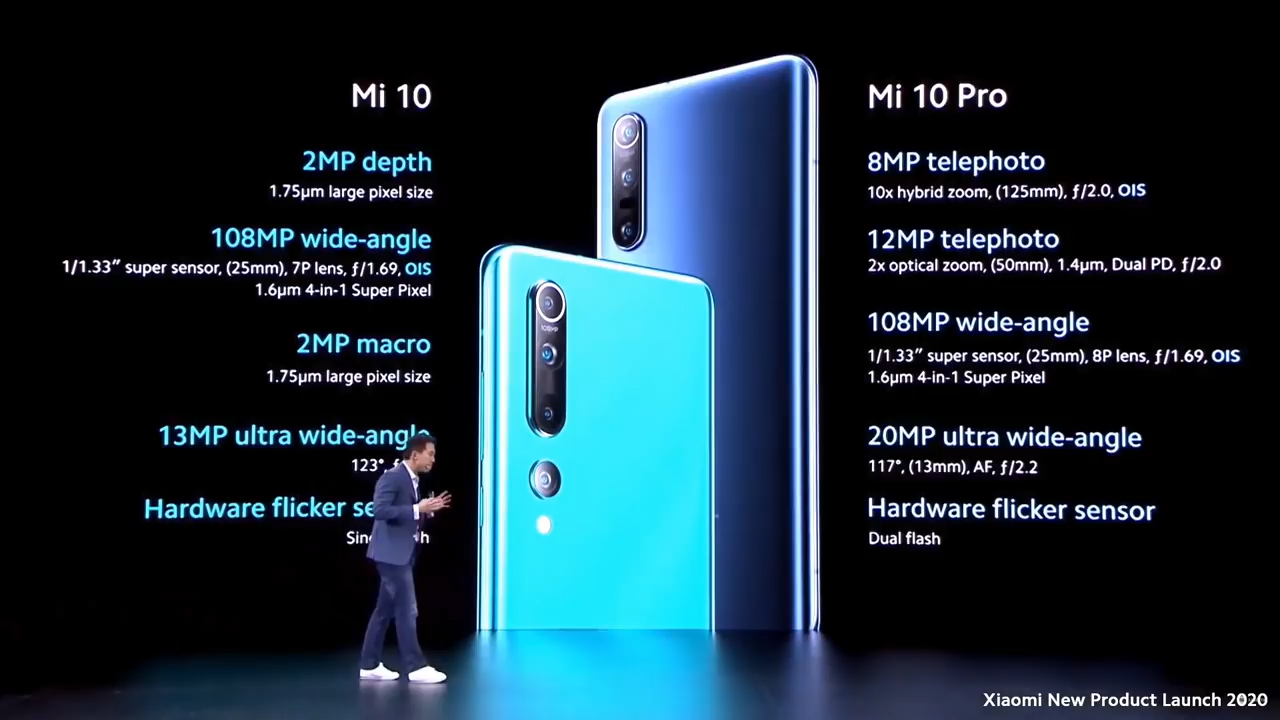 Mi 10
2MP depth
1.75µm large pixel size
108MP wide-angle
1/1.33″ super sensor, (25mm), 7P lens, ƒ/1.69, OIS
1.6µm 4-in-1 Super Pixel
2MP macro
1.75µm large pixel size
13MP ultra wide-angle
123°,
Hardware flicker
108MP
Mi 10 Pro
8MP telephoto
10x hybrid zoom, (125mm), ƒ/2.0, OIS
12MP telephoto
2x optical zoom, (50mm), 1.4µm, Dual PD, ƒ/2.0
108MP wide-angle
1/1.33″ super sensor, (25mm), 8P lens, ƒ/1.69, OIS
1.6µm 4-in-1 Super Pixel
20MP ultra wide-angle
117°, (13mm), AF, ƒ/2.2
Hardware flicker sensor
Dual flash
Xiaomi New Product Launch 2020